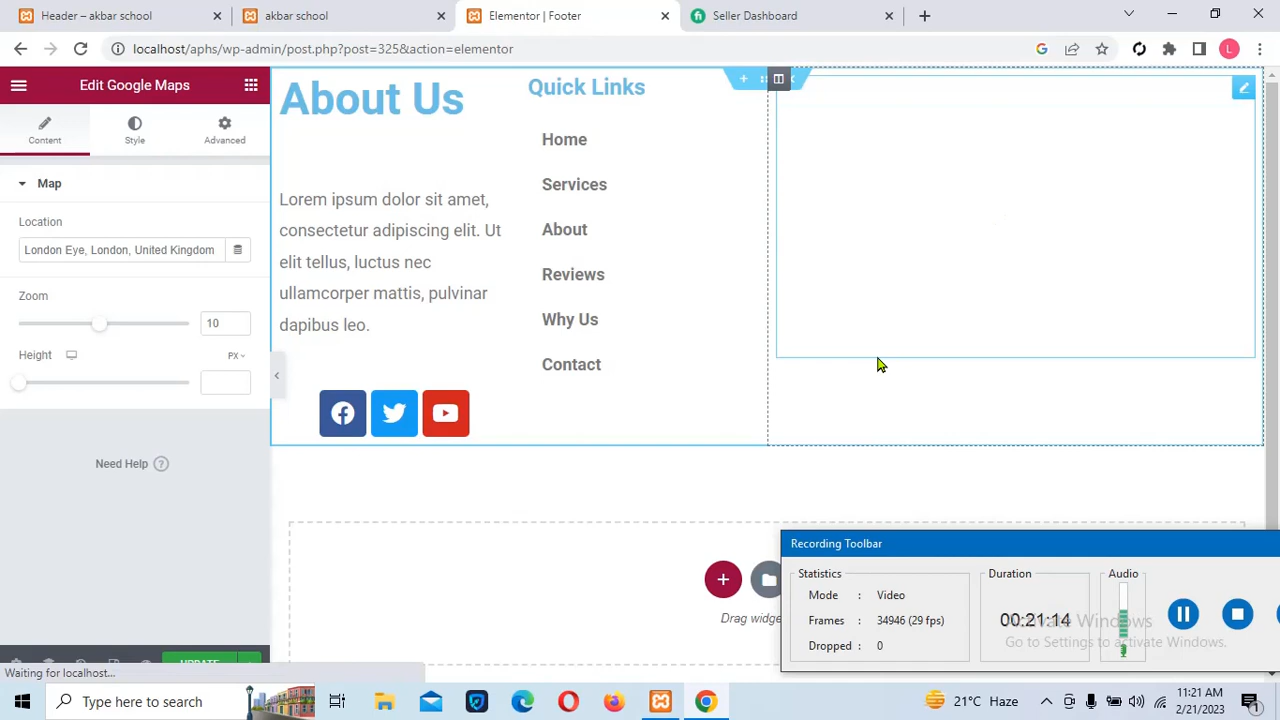 Header – akbar school
akbar school
Elementor | Footer
Seller Dashboard
localhost/aphs/wp-admin/post.php?post=325&action=elementor
L
Edit Google Maps
Content
Style
Advanced
Map
Location
London Eye, London, United Kingdom
Zoom
10
Height
PX
Need Help
UPDATE
Waiting for localhost...
About Us
Lorem ipsum dolor sit amet,
consectetur adipiscing elit. Ut
elit tellus, luctus nec
ullamcorper mattis, pulvinar
dapibus leo.
Quick Links
Home
Services
About
Reviews
Why Us
Contact
Recording Toolbar
Statistics
Mode : Video
Frames : 34946 (29 fps)
Dropped : 0
Duration
00:21:14
Audio
Activate Windows
Go to Settings to activate Windows.
Type here to search
21°C Haze
11:21 AM
2/21/2023